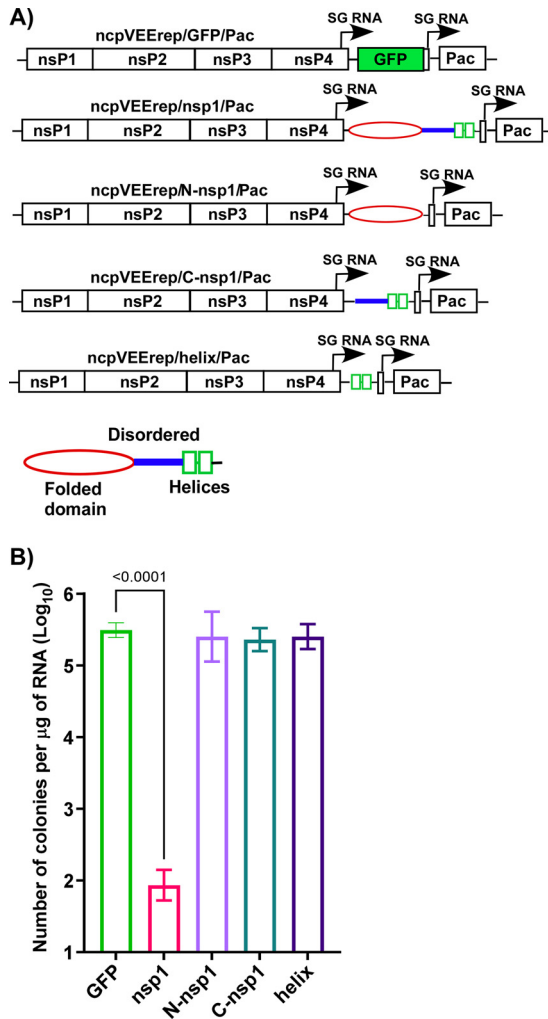 A)
ncpVEErep/GFP/Pac
SG RNA SG RNA
nsP1 nsP2 nsP3 nsP4 GFP Pac
ncpVEErep/nsp1/Pac
SG RNA SG RNA
nsP1 nsP2 nsP3 nsP4 Pac
ncpVEErep/N-nsp1/Pac
SG RNA SG RNA
nsP1 nsP2 nsP3 nsP4 Pac
ncpVEErep/C-nsp1/Pac
SG RNA SG RNA
nsP1 nsP2 nsP3 nsP4 Pac
ncpVEErep/helix/Pac
SG RNA SG RNA
nsP1 nsP2 nsP3 nsP4 Pac
Disordered
Folded domain
Helices
B)
<0.0001
Number of colonies per µg of RNA (Log10)
6
5
4
3
2
1
GFP nsp1 N-nsp1 C-nsp1 helix